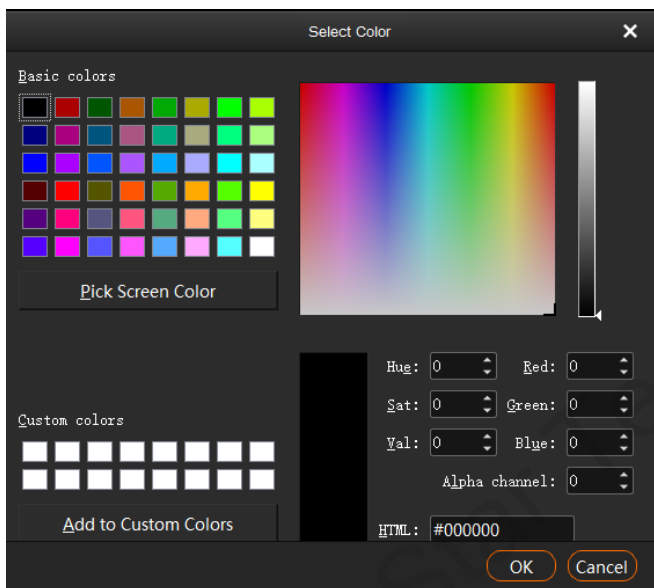 Select Color
Basic colors
Pick Screen Color
Hue: 0 Red: 0
Sat: 0 Green: 0
Val: 0 Blue: 0
Alpha channel: 0
Custom colors
Add to Custom Colors
HTML: #000000
OK Cancel